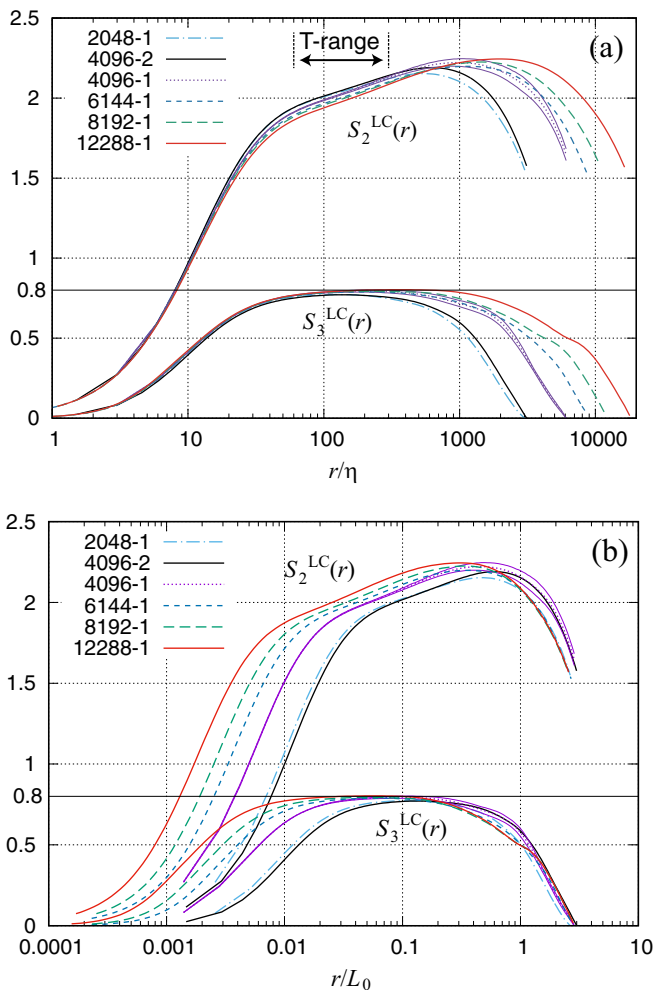 2.5
2
1.5
1
0.8
0.5
0
2048-1
4096-2
4096-1
6144-1
8192-1
12288-1
T-range
(a)
S₂ᴸᶜ(r)
S₃ᴸᶜ(r)
1 10 100 1000 10000
r/η
2.5
2
1.5
1
0.8
0.5
0
2048-1
4096-2
4096-1
6144-1
8192-1
12288-1
(b)
S₂ᴸᶜ(r)
S₃ᴸᶜ(r)
0.0001 0.001 0.01 0.1 1 10
r/L₀